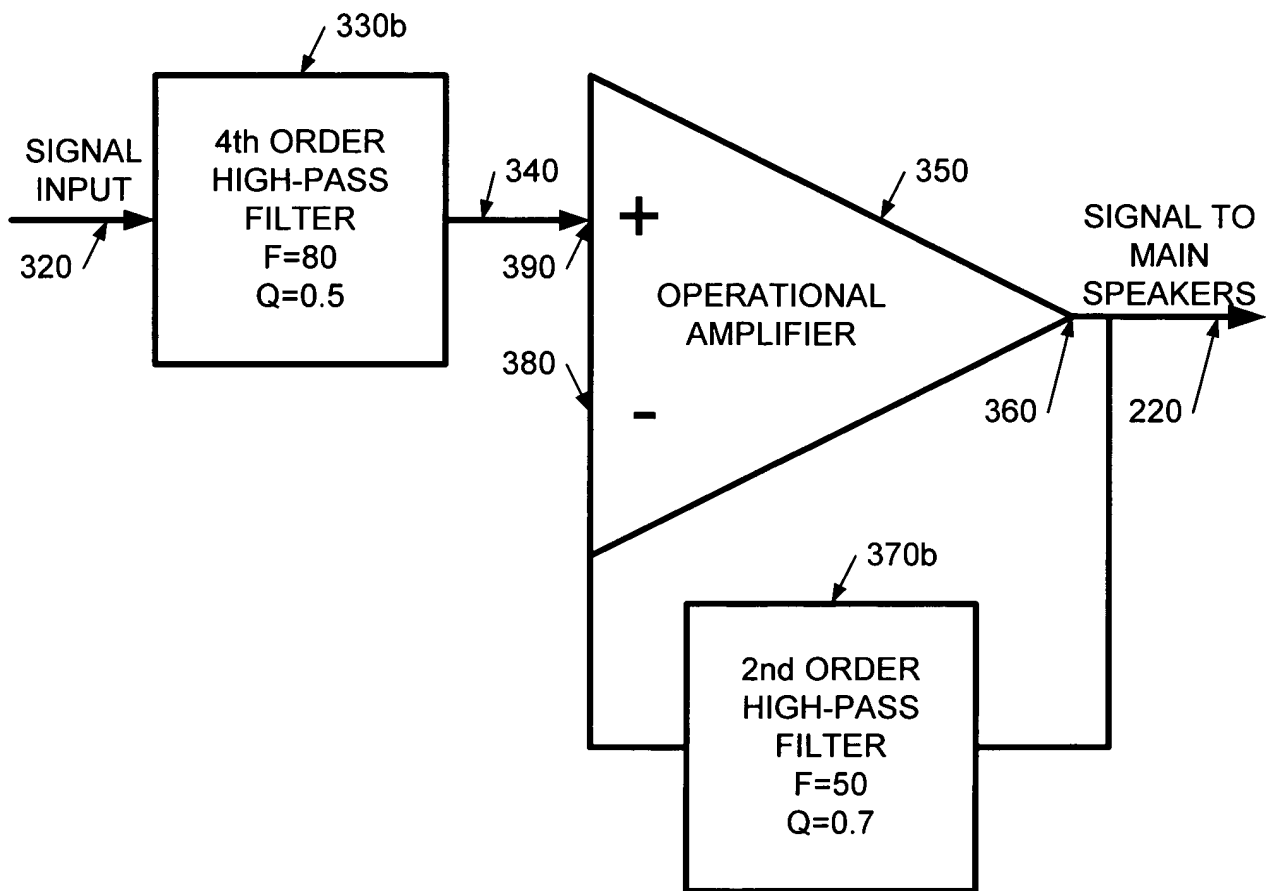 330b
4th ORDER
HIGH-PASS
FILTER
F=80
Q=0.5
SIGNAL
INPUT
320
340
390
+
350
OPERATIONAL
AMPLIFIER
SIGNAL TO
MAIN
SPEAKERS
380
-
360
220
370b
2nd ORDER
HIGH-PASS
FILTER
F=50
Q=0.7